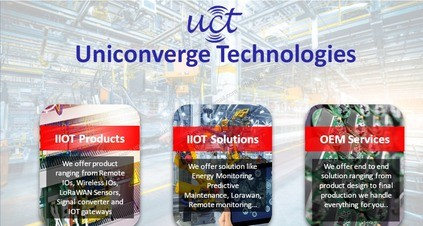 uct
Uniconverge Technologies
IIOT Products
We offer product
ranging from Remote
IOs, Wireless IOs,
LoRaWAN Sensors,
Signal converter and
IOT gateways
IIOT Solutions
We offer solution like
Energy Monitoring,
Predictive
Maintenance, Lorawan,
Remote monitoring...
OEM Services
We offer end to end
solution ranging from
product design to final
production we handle
everything for you..